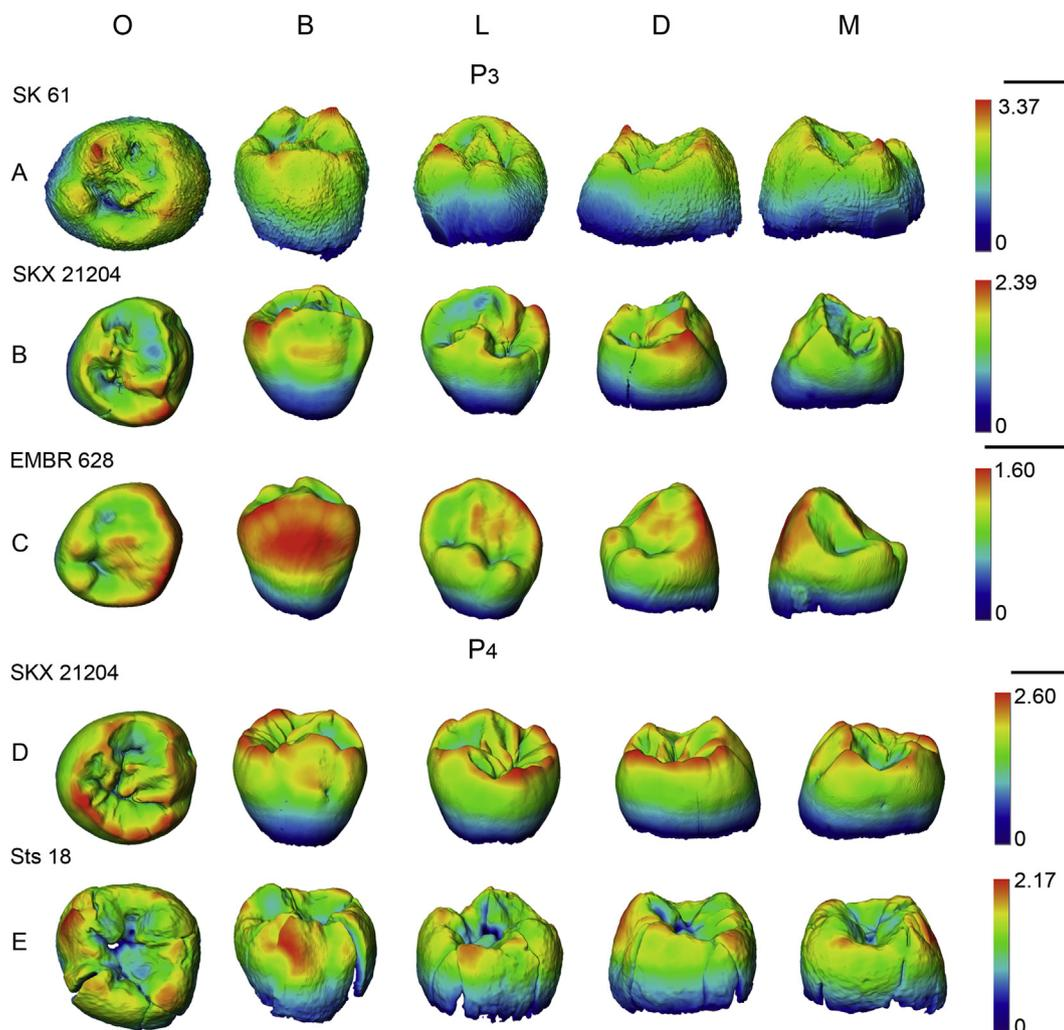 O B L D M
P3
SK 61
3.37
A
0
SKX 21204
2.39
B
0
EMBR 628
1.60
C
0
P4
SKX 21204
2.60
D
0
Sts 18
2.17
E
0